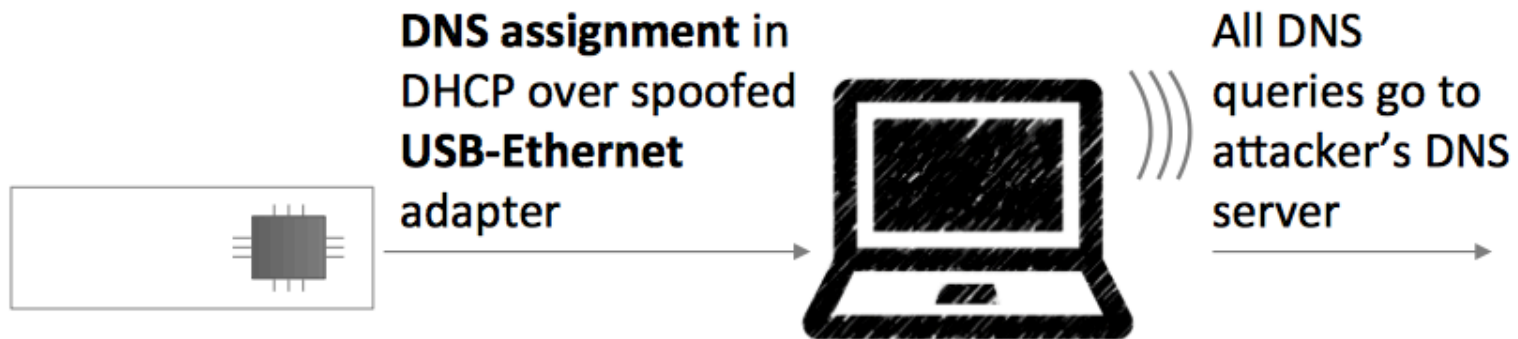 DNS assignment in
DHCP over spoofed
USB-Ethernet
adapter
All DNS
queries go to
attacker’s DNS
server